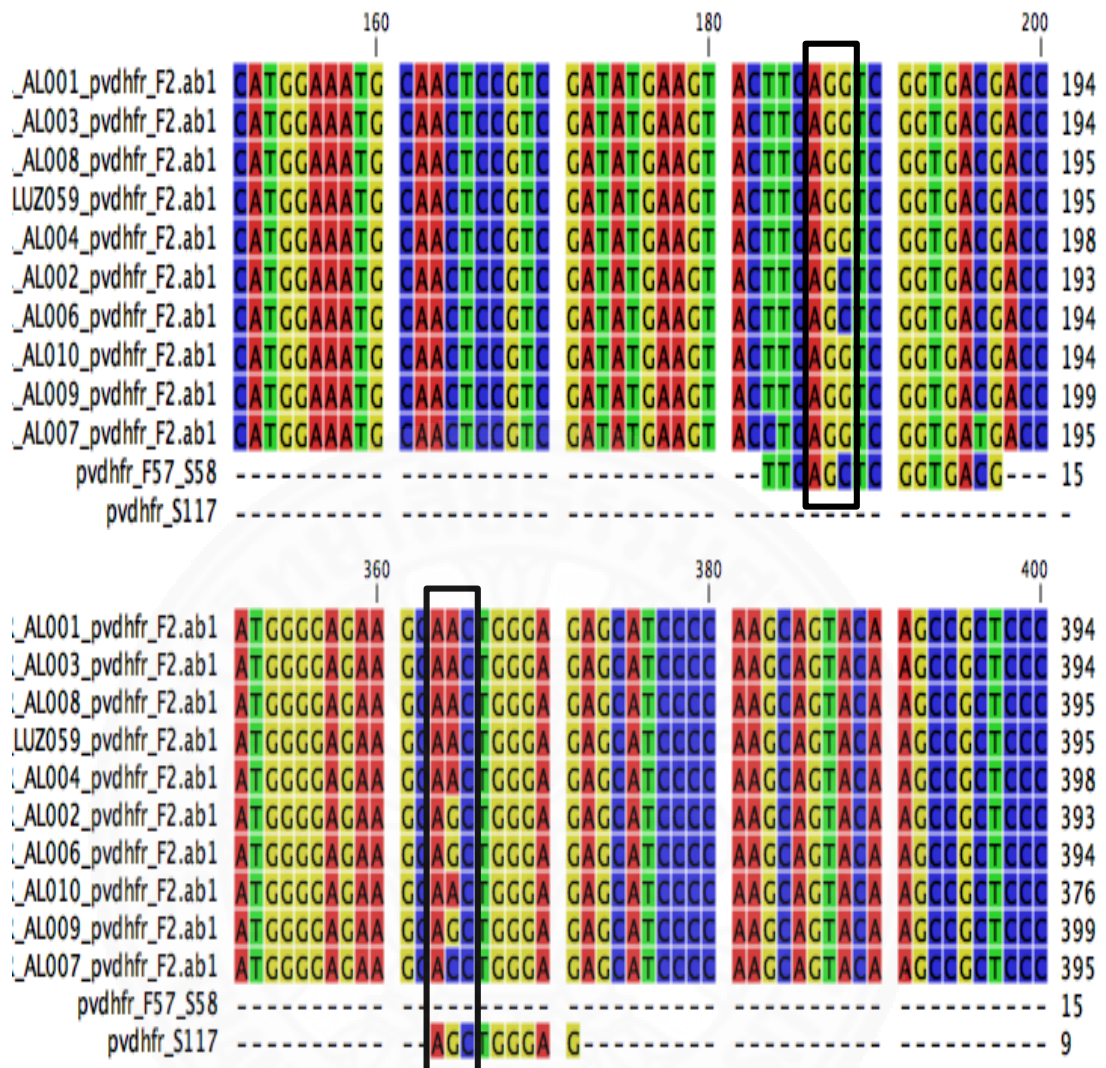 160 180 200
_AL001_pvdhfr_F2.ab1 CATGGAAATG CAACTCCGTC GATATGAAGT ACTTCAGGTC GGTGACGACC 194
_AL003_pvdhfr_F2.ab1 CATGGAAATG CAACTCCGTC GATATGAAGT ACTTCAGGTC GGTGACGACC 194
_AL008_pvdhfr_F2.ab1 CATGGAAATG CAACTCCGTC GATATGAAGT ACTTCAGGTC GGTGACGACC 195
LUZ059_pvdhfr_F2.ab1 CATGGAAATG CAACTCCGTC GATATGAAGT ACTTCAGGTC GGTGACGACC 195
_AL004_pvdhfr_F2.ab1 CATGGAAATG CAACTCCGTC GATATGAAGT ACTTCAGGTC GGTGACGACC 198
_AL002_pvdhfr_F2.ab1 CATGGAAATG CAACTCCGTC GATATGAAGT ACTTCAGCTC GGTGACGACC 193
_AL006_pvdhfr_F2.ab1 CATGGAAATG CAACTCCGTC GATATGAAGT ACTTCAGCTC GGTGACGACC 194
_AL010_pvdhfr_F2.ab1 CATGGAAATG CAACTCCGTC GATATGAAGT ACTTCAGGTC GGTGACGACC 194
_AL009_pvdhfr_F2.ab1 CATGGAAATG CAACTCCGTC GATATGAAGT ACTTCAGGTC GGTGACGACC 199
_AL007_pvdhfr_F2.ab1 CATGGAAATG CAACTCCGTC GATATGAAGT ACCTCAGGTC GGTGATGACC 195
pvdhfr_F57_S58 ---------- ---------- ---------- --TTCAGCTC GGTGACG--- 15
pvdhfr_S117 ---------- ---------- ---------- ---------- ---------- -
360 380 400
_AL001_pvdhfr_F2.ab1 ATGGGGAGAA GCAACTGGGA GAGCATCCCC AAGCAGTACA AGCCGCTCCC 394
_AL003_pvdhfr_F2.ab1 ATGGGGAGAA GCAACTGGGA GAGCATCCCC AAGCAGTACA AGCCGCTCCC 394
_AL008_pvdhfr_F2.ab1 ATGGGGAGAA GCAACTGGGA GAGCATCCCC AAGCAGTACA AGCCGCTCCC 395
LUZ059_pvdhfr_F2.ab1 ATGGGGAGAA GCAACTGGGA GAGCATCCCC AAGCAGTACA AGCCGCTCCC 395
_AL004_pvdhfr_F2.ab1 ATGGGGAGAA GCAACTGGGA GAGCATCCCC AAGCAGTACA AGCCGCTCCC 398
_AL002_pvdhfr_F2.ab1 ATGGGGAGAA GCAGCTGGGA GAGCATCCCC AAGCAGTACA AGCCGCTCCC 393
_AL006_pvdhfr_F2.ab1 ATGGGGAGAA GCAGCTGGGA GAGCATCCCC AAGCAGTACA AGCCGCTCCC 394
_AL010_pvdhfr_F2.ab1 ATGGGGAGAA GCAACTGGGA GAGCATCCCC AAGCAGTACA AGCCGCTCCC 376
_AL009_pvdhfr_F2.ab1 ATGGGGAGAA GCAGCTGGGA GAGCATCCCC AAGCAGTACA AGCCGCTCCC 399
_AL007_pvdhfr_F2.ab1 ATGGGGAGAA GCACCTGGGA GAGCATCCCC AAGCAGTACA AGCCGCTCCC 395
pvdhfr_F57_S58 ---------- ---------- ---------- ---------- ---------- 15
pvdhfr_S117 ---------- --AGCTGGGA G--------- ---------- ---------- 9